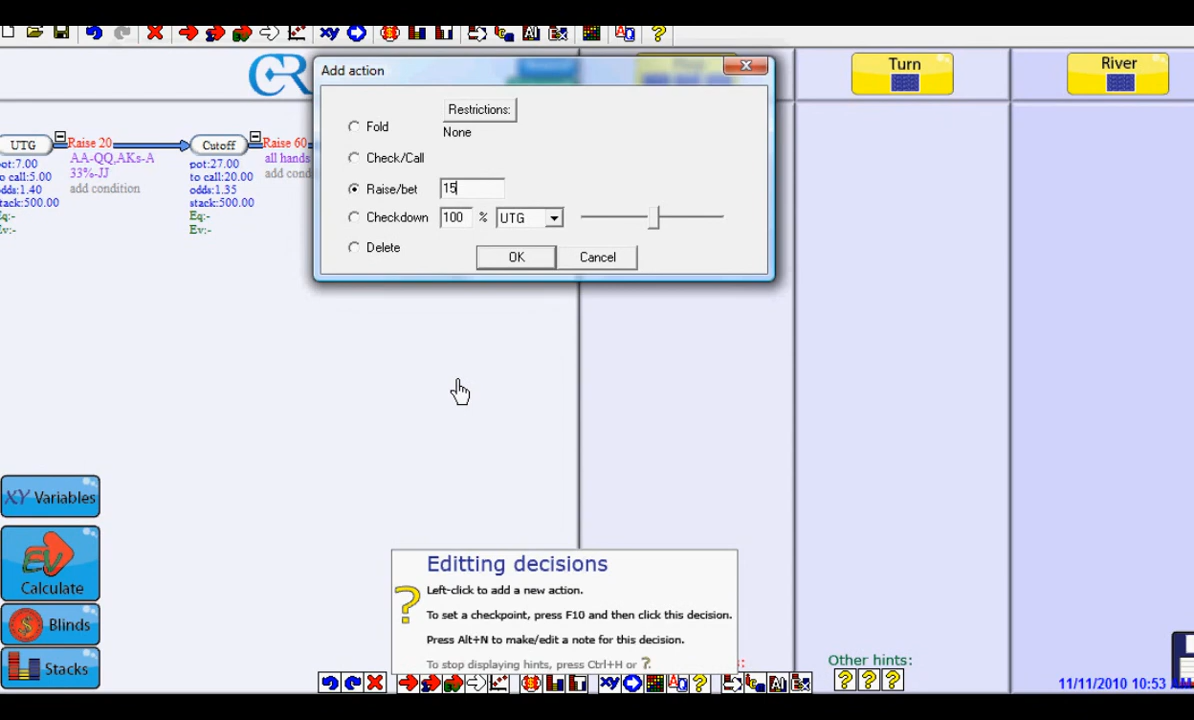 Add action
Turn
River
Restrictions:
None
Fold
Check/Call
Raise/bet
15
Checkdown
100
%
UTG
Delete
OK
Cancel
UTG
Raise 20
Cutoff
Raise 60
AA-QQ,AKs-A
33%-JJ
add condition
all hands
pot:7.00
to call:5.00
odds:1.40
stack:500.00
Eq:-
Ev:-
pot:27.00
to call:20.00
odds:1.35
stack:500.00
Eq:-
Ev:-
XY Variables
EV
Calculate
Blinds
Stacks
Editting decisions
Left-click to add a new action.
To set a checkpoint, press F10 and then click this decision.
Press Alt+N to make/edit a note for this decision.
To stop displaying hints, press Ctrl+H or ?.
Other hints:
11/11/2010 10:53